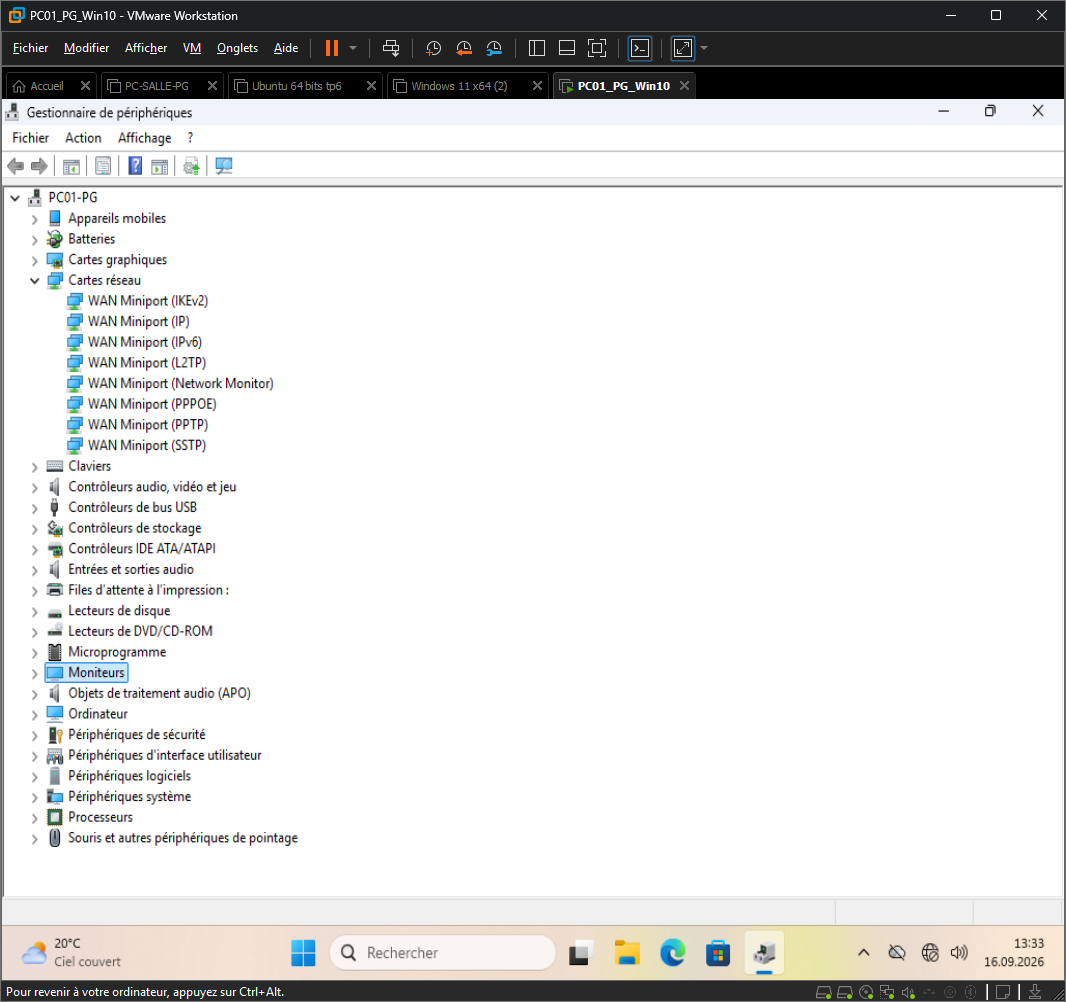 PC01_PG_Win10 - VMware Workstation
Fichier Modifier Afficher VM Onglets Aide
Accueil PC-SALLE-PG Ubuntu 64 bits tp6 Windows 11 x64 (2) PC01_PG_Win10
Gestionnaire de périphériques
Fichier Action Affichage ?
PC01-PG
Appareils mobiles
Batteries
Cartes graphiques
Cartes réseau
WAN Miniport (IKEv2)
WAN Miniport (IP)
WAN Miniport (IPv6)
WAN Miniport (L2TP)
WAN Miniport (Network Monitor)
WAN Miniport (PPPOE)
WAN Miniport (PPTP)
WAN Miniport (SSTP)
Claviers
Contrôleurs audio, vidéo et jeu
Contrôleurs de bus USB
Contrôleurs de stockage
Contrôleurs IDE ATA/ATAPI
Entrées et sorties audio
Files d'attente à l'impression :
Lecteurs de disque
Lecteurs de DVD/CD-ROM
Microprogramme
Moniteurs
Objets de traitement audio (APO)
Ordinateur
Périphériques de sécurité
Périphériques d'interface utilisateur
Périphériques logiciels
Périphériques système
Processeurs
Souris et autres périphériques de pointage
20°C
Ciel couvert
Rechercher
13:33
16.09.2026
Pour revenir à votre ordinateur, appuyez sur Ctrl+Alt.